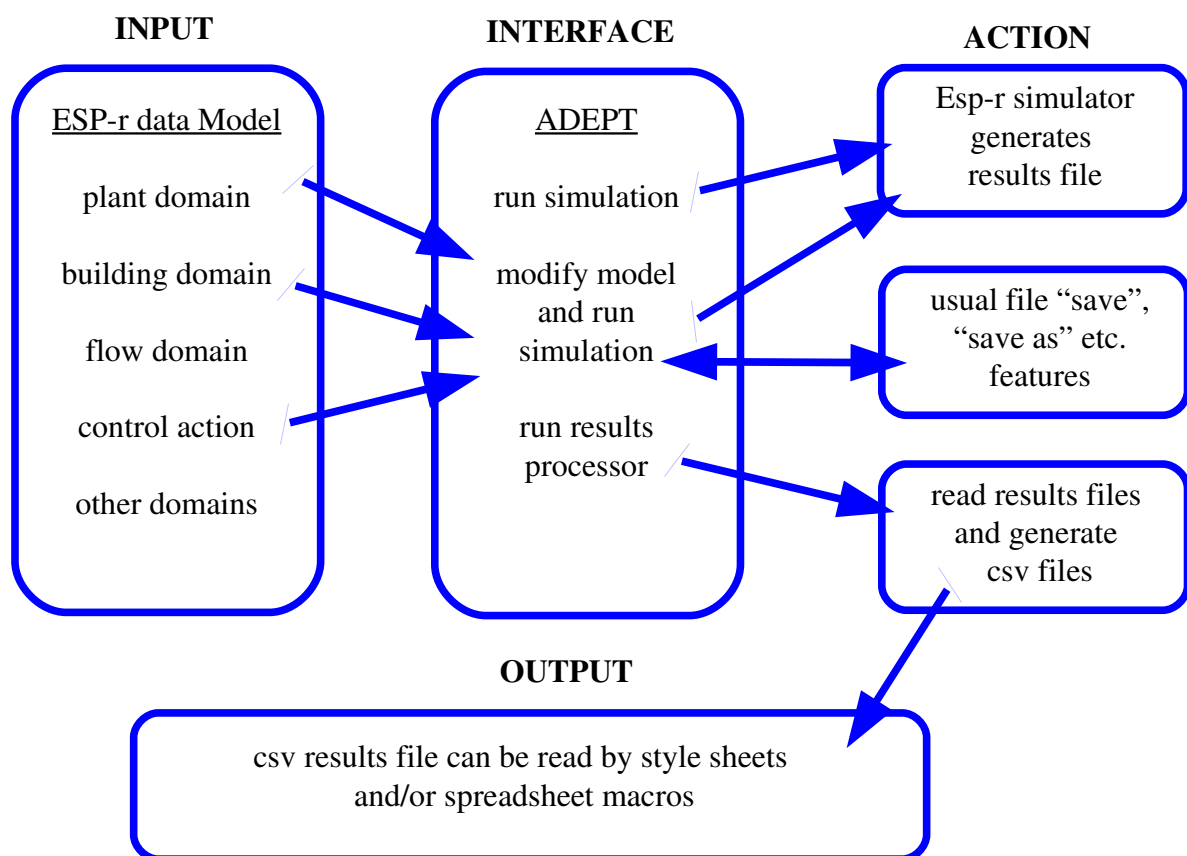 INPUT
ESP-r data Model
plant domain
building domain
flow domain
control action
other domains
INTERFACE
ADEPT
run simulation
modify model
and run
simulation
run results
processor
ACTION
Esp-r simulator
generates
results file
usual file “save”,
“save as” etc.
features
read results files
and generate
csv files
OUTPUT
csv results file can be read by style sheets
and/or spreadsheet macros